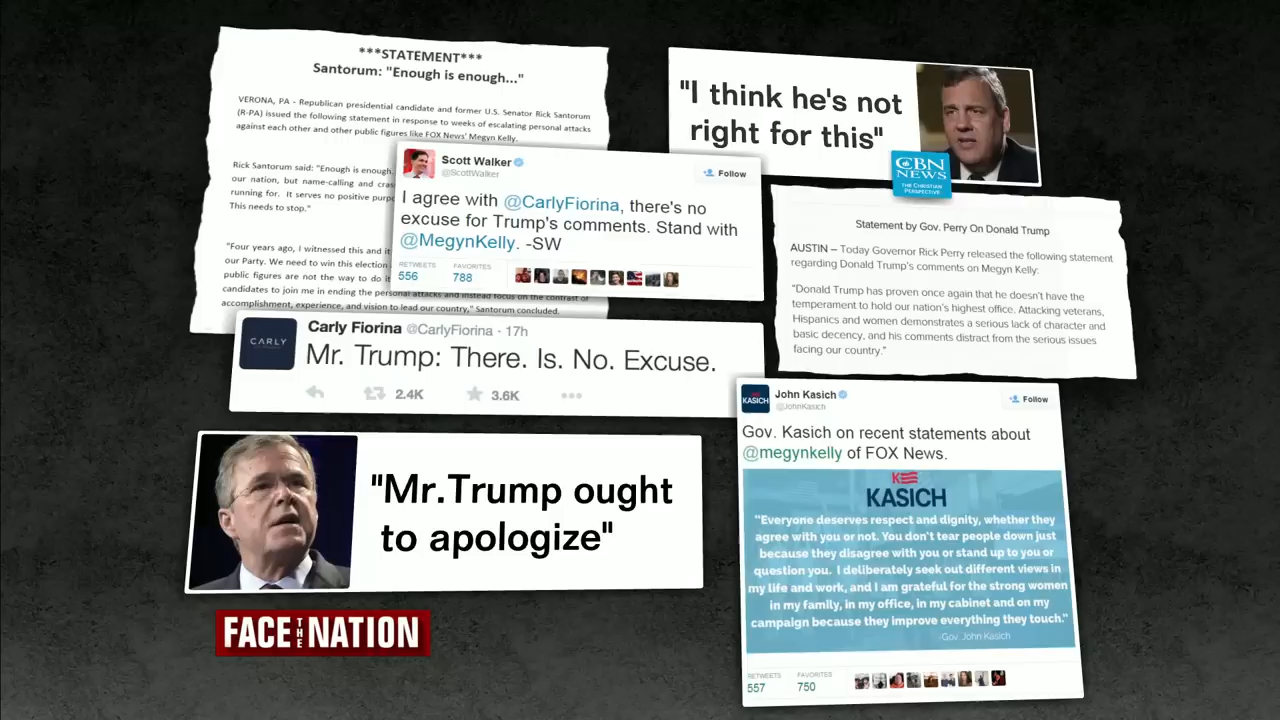 ***STATEMENT***
Santorum: "Enough is enough..."
VERONA, PA - Republican presidential candidate and former U.S. Senator Rick Santorum
(R-PA) issued the following statement in response to weeks of escalating personal attacks
against each other and other public figures like FOX News' Megyn Kelly.
Rick Santorum said: "Enough is enough.
our nation, but name-calling and
running for. It serves no positive
This needs to stop."
"Four years ago, I witnessed this and it
our Party. We need to win this election
public figures are not the way to do it
candidates to join me in ending the personal attacks and instead focus on the contrast of
accomplishment, experience, and vision to lead our country," Santorum concluded.
"I think he's not
right for this"
CBN
NEWS
THE CHRISTIAN
PERSPECTIVE
Scott Walker
@ScottWalker
Follow
I agree with @CarlyFiorina, there's no
excuse for Trump's comments. Stand with
@MegynKelly. -SW
RETWEETS FAVORITES
556 788
Statement by Gov. Perry On Donald Trump
AUSTIN – Today Governor Rick Perry released the following statement
regarding Donald Trump's comments on Megyn Kelly:
"Donald Trump has proven once again that he doesn't have the
temperament to hold our nation's highest office. Attacking veterans,
Hispanics and women demonstrates a serious lack of character and
basic decency, and his comments distract from the serious issues
facing our country."
CARLY
Carly Fiorina @CarlyFiorina · 17h
Mr. Trump: There. Is. No. Excuse.
2.4K 3.6K
"Mr.Trump ought
to apologize"
KASICH
John Kasich
@JohnKasich
Follow
Gov. Kasich on recent statements about
@megynkelly of FOX News.
KASICH
"Everyone deserves respect and dignity, whether they
agree with you or not. You don't tear people down just
because they disagree with you or stand up to you or
question you. I deliberately seek out different views in
my life and work, and I am grateful for the strong women
in my family, in my office, in my cabinet and on my
campaign because they improve everything they touch."
-Gov. John Kasich
RETWEETS FAVORITES
557 750
FACE THE NATION